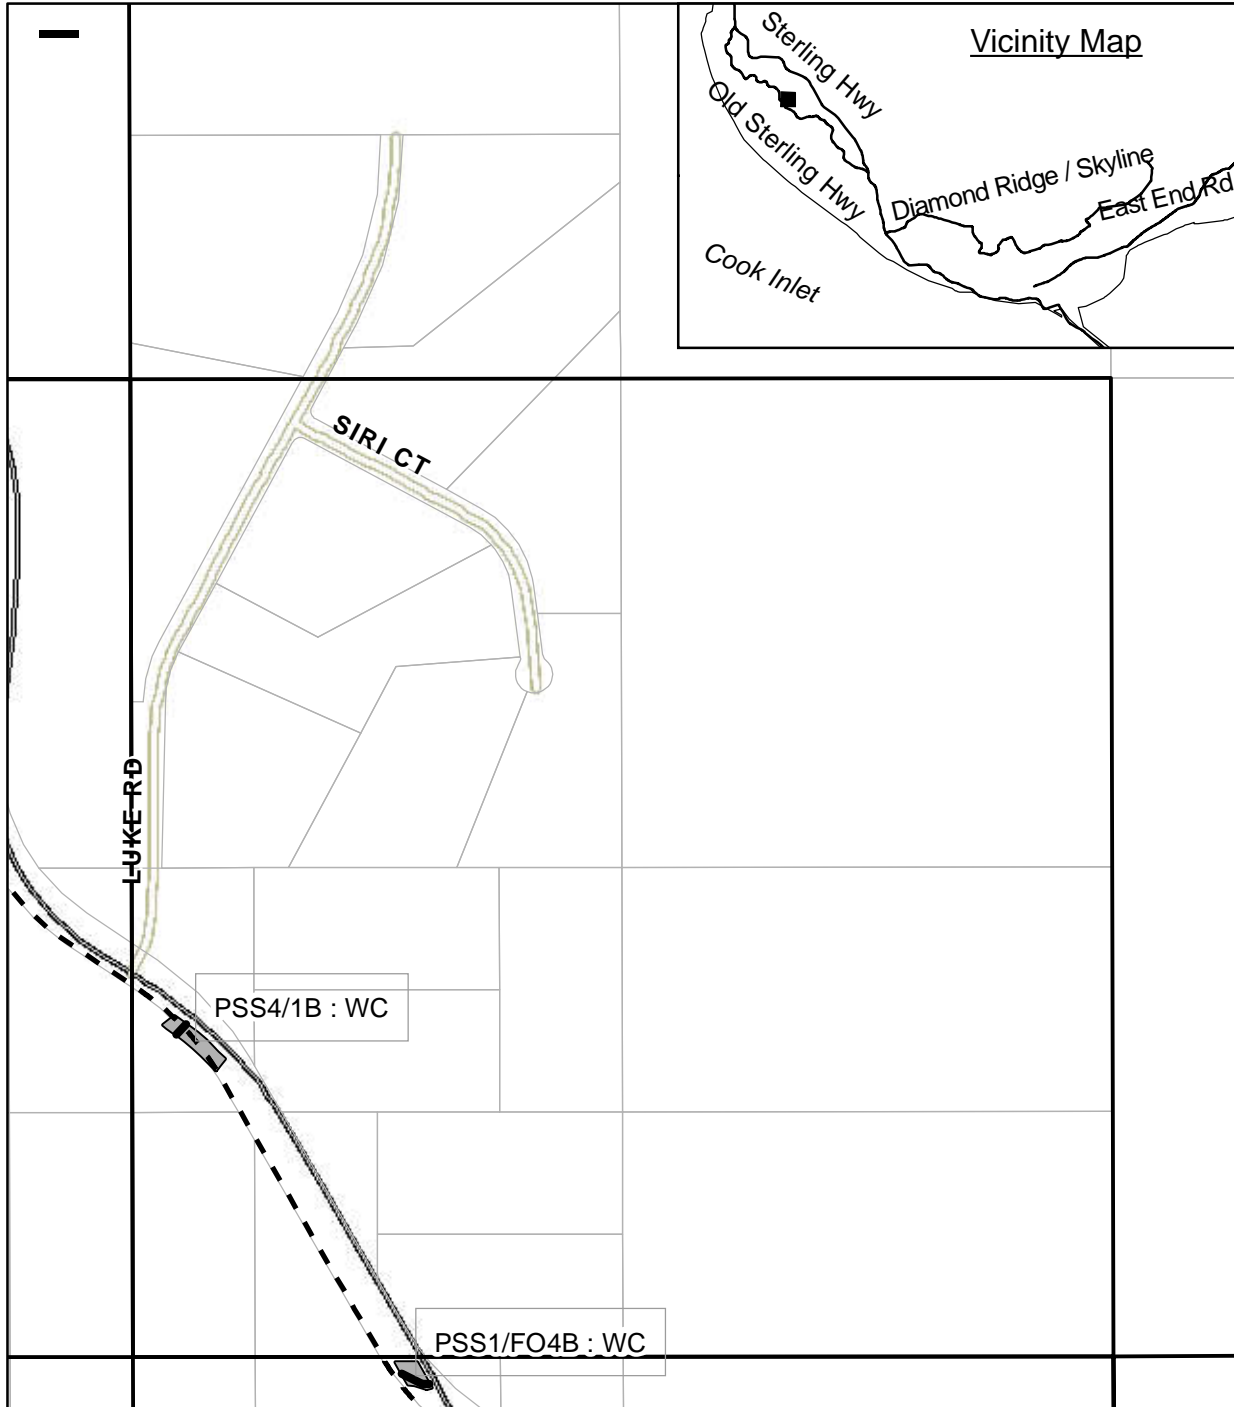 Vicinity Map
Sterling Hwy
Old Sterling Hwy
Diamond Ridge / Skyline
East End Rd
Cook Inlet
SIRI CT
LUKE RD
PSS4/1B : WC
PSS1/FO4B : WC